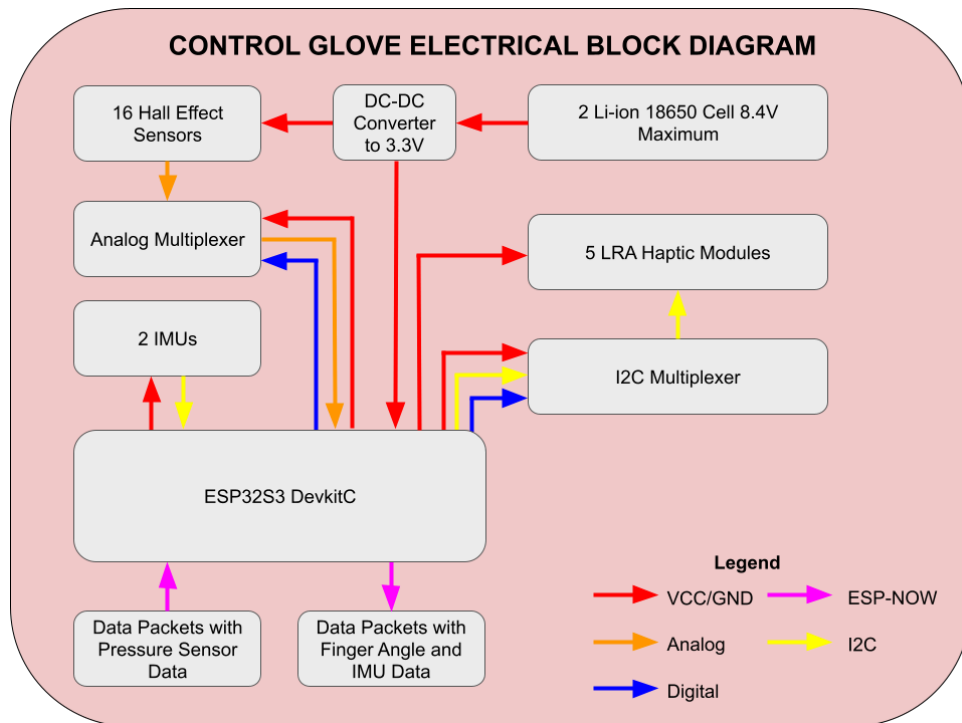 CONTROL GLOVE ELECTRICAL BLOCK DIAGRAM
16 Hall Effect
Sensors
DC-DC
Converter
to 3.3V
2 Li-ion 18650 Cell 8.4V
Maximum
Analog Multiplexer
5 LRA Haptic Modules
2 IMUs
I2C Multiplexer
ESP32S3 DevkitC
Data Packets with
Pressure Sensor
Data
Data Packets with
Finger Angle and
IMU Data
Legend
VCC/GND
ESP-NOW
Analog
I2C
Digital